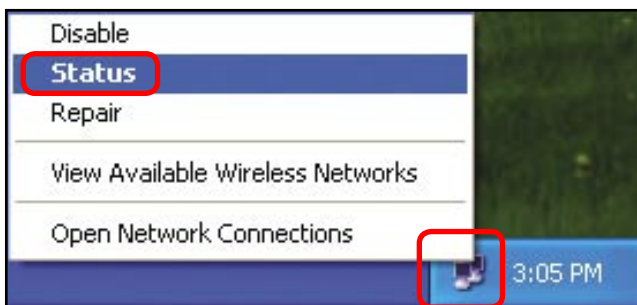 Disable
Status
Repair
View Available Wireless Networks
Open Network Connections
3:05 PM